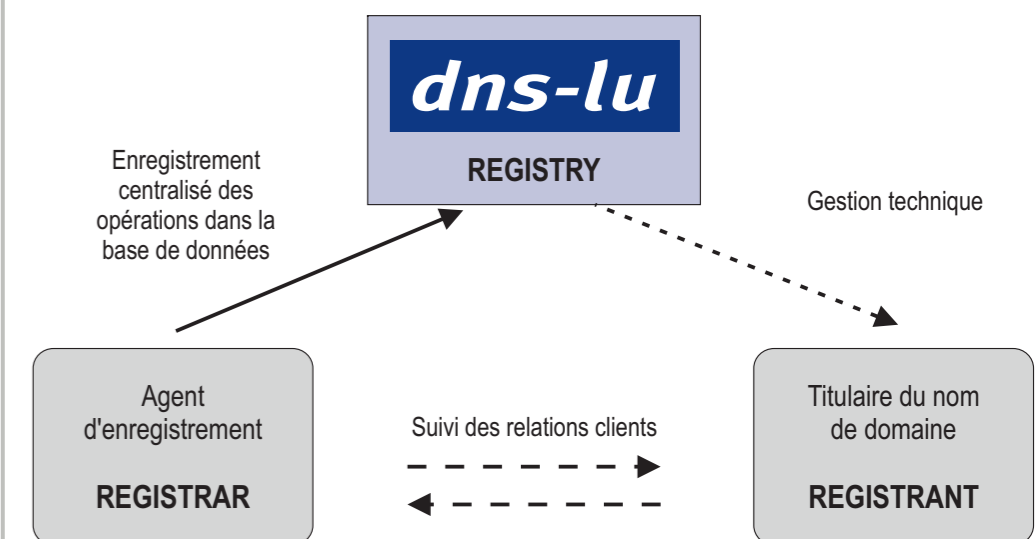 dns-lu
REGISTRY
Enregistrement
centralisé des
opérations dans la
base de données
Gestion technique
Agent
d'enregistrement
REGISTRAR
Suivi des relations clients
Titulaire du nom
de domaine
REGISTRANT